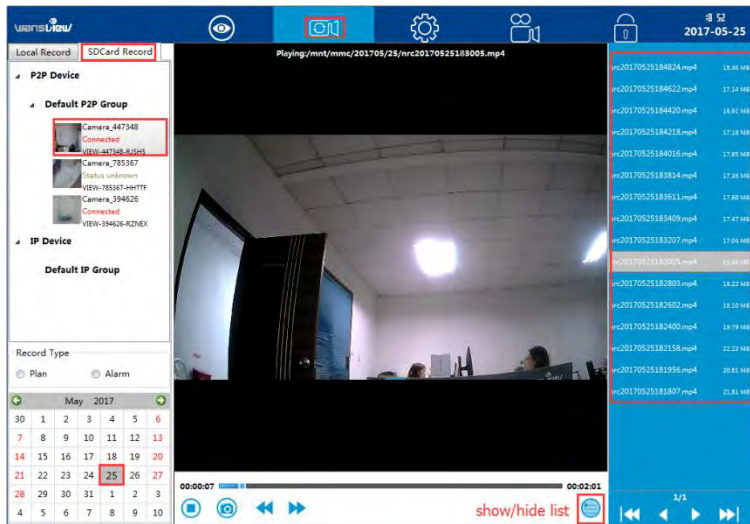 wansview
2017-05-25
Local Record
SDCard Record
P2P Device
Default P2P Group
Camera_447348
Connected
VIEW-447348-RJSHS
Camera_785367
Status unknown
VIEW-785367-HHTTF
Camera_394626
Connected
VIEW-394626-RZNEX
IP Device
Default IP Group
Record Type
Plan
Alarm
May 2017
30 1 2 3 4 5 6
7 8 9 10 11 12 13
14 15 16 17 18 19 20
21 22 23 24 25 26 27
28 29 30 31 1 2 3
4 5 6 7 8 9 10
Playing:/mnt/mmc/201705/25/nrc20170525183005.mp4
00:00:07
00:02:01
show/hide list
nrc20170525184824.mp4 18.46 MB
nrc20170525184622.mp4 17.14 MB
nrc20170525184420.mp4 16.91 MB
nrc20170525184218.mp4 17.18 MB
nrc20170525184016.mp4 17.85 MB
nrc20170525183814.mp4 17.36 MB
nrc20170525183611.mp4 17.60 MB
nrc20170525183409.mp4 17.47 MB
nrc20170525183207.mp4 17.04 MB
nrc20170525183005.mp4
nrc20170525182803.mp4 18.22 MB
nrc20170525182602.mp4 18.10 MB
nrc20170525182400.mp4 19.79 MB
nrc20170525182158.mp4 22.23 MB
nrc20170525181956.mp4 20.81 MB
nrc20170525181807.mp4 21.81 MB
1/1